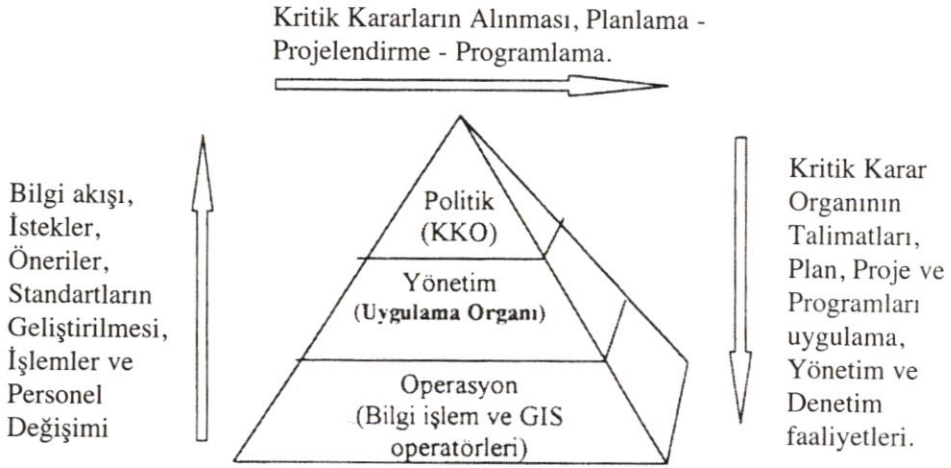 Kritik Kararların Alınması, Planlama -
Projelendirme - Programlama.
Bilgi akışı,
İstekler,
Öneriler,
Standartların
Geliştirilmesi,
İşlemler ve
Personel
Değişimi
Politik
(KKO)
Yönetim
(Uygulama Organı)
Operasyon
(Bilgi işlem ve GIS
operatörleri)
Kritik Karar
Organının
Talimatları,
Plan, Proje ve
Programları
uygulama,
Yönetim ve
Denetim
faaliyetleri.